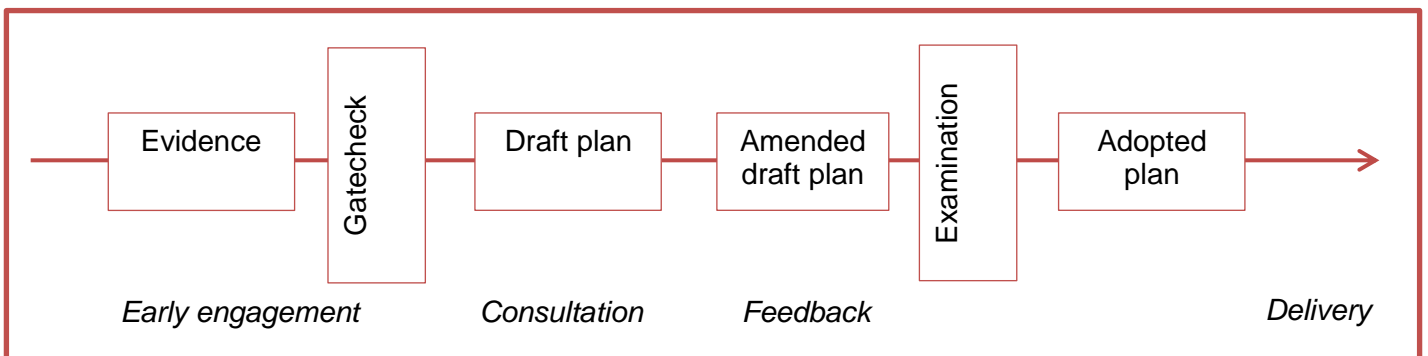 Evidence
Gatecheck
Draft plan
Amended
draft plan
Examination
Adopted
plan
Early engagement
Consultation
Feedback
Delivery